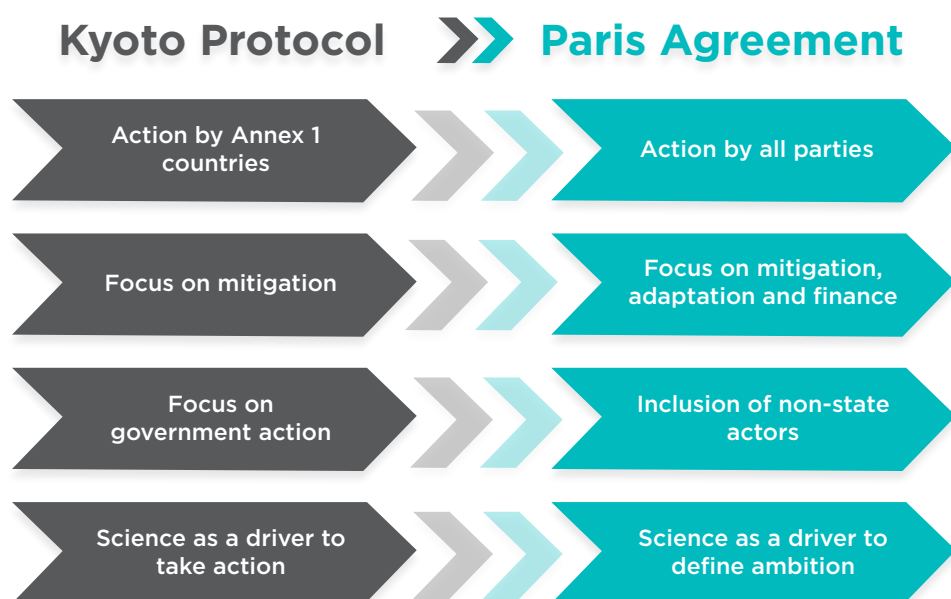 Kyoto Protocol
Paris Agreement
Action by Annex 1
countries
Action by all parties
Focus on mitigation
Focus on mitigation,
adaptation and finance
Focus on
government action
Inclusion of non-state
actors
Science as a driver to
take action
Science as a driver to
define ambition